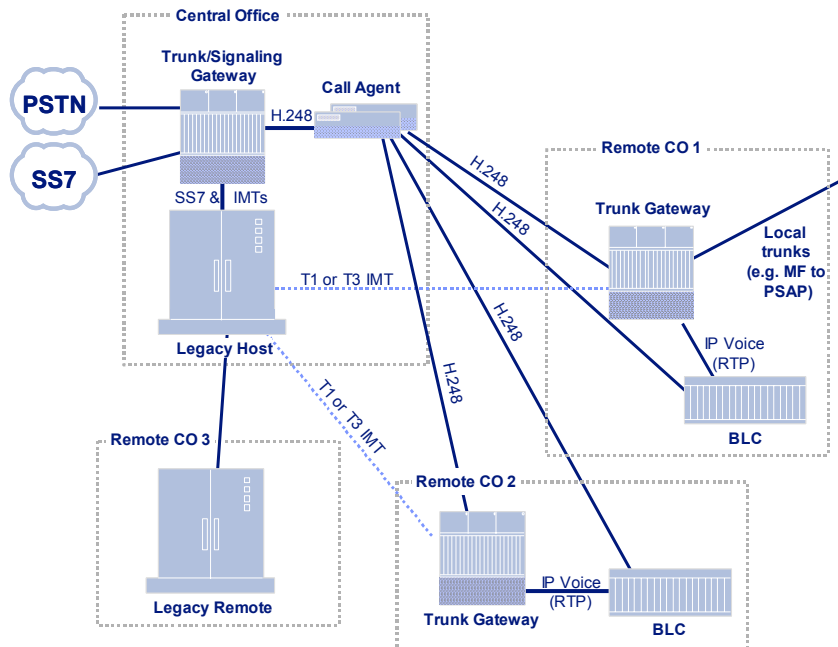 Central Office
Trunk/Signaling
Gateway
Call Agent
PSTN
H.248
SS7
SS7 & IMTs
Legacy Host
T1 or T3 IMT
T1 or T3 IMT
H.248
H.248
H.248
H.248
Remote CO 1
Trunk Gateway
Local
trunks
(e.g. MF to
PSAP)
IP Voice
(RTP)
BLC
Remote CO 3
Legacy Remote
Remote CO 2
Trunk Gateway
IP Voice
(RTP)
BLC